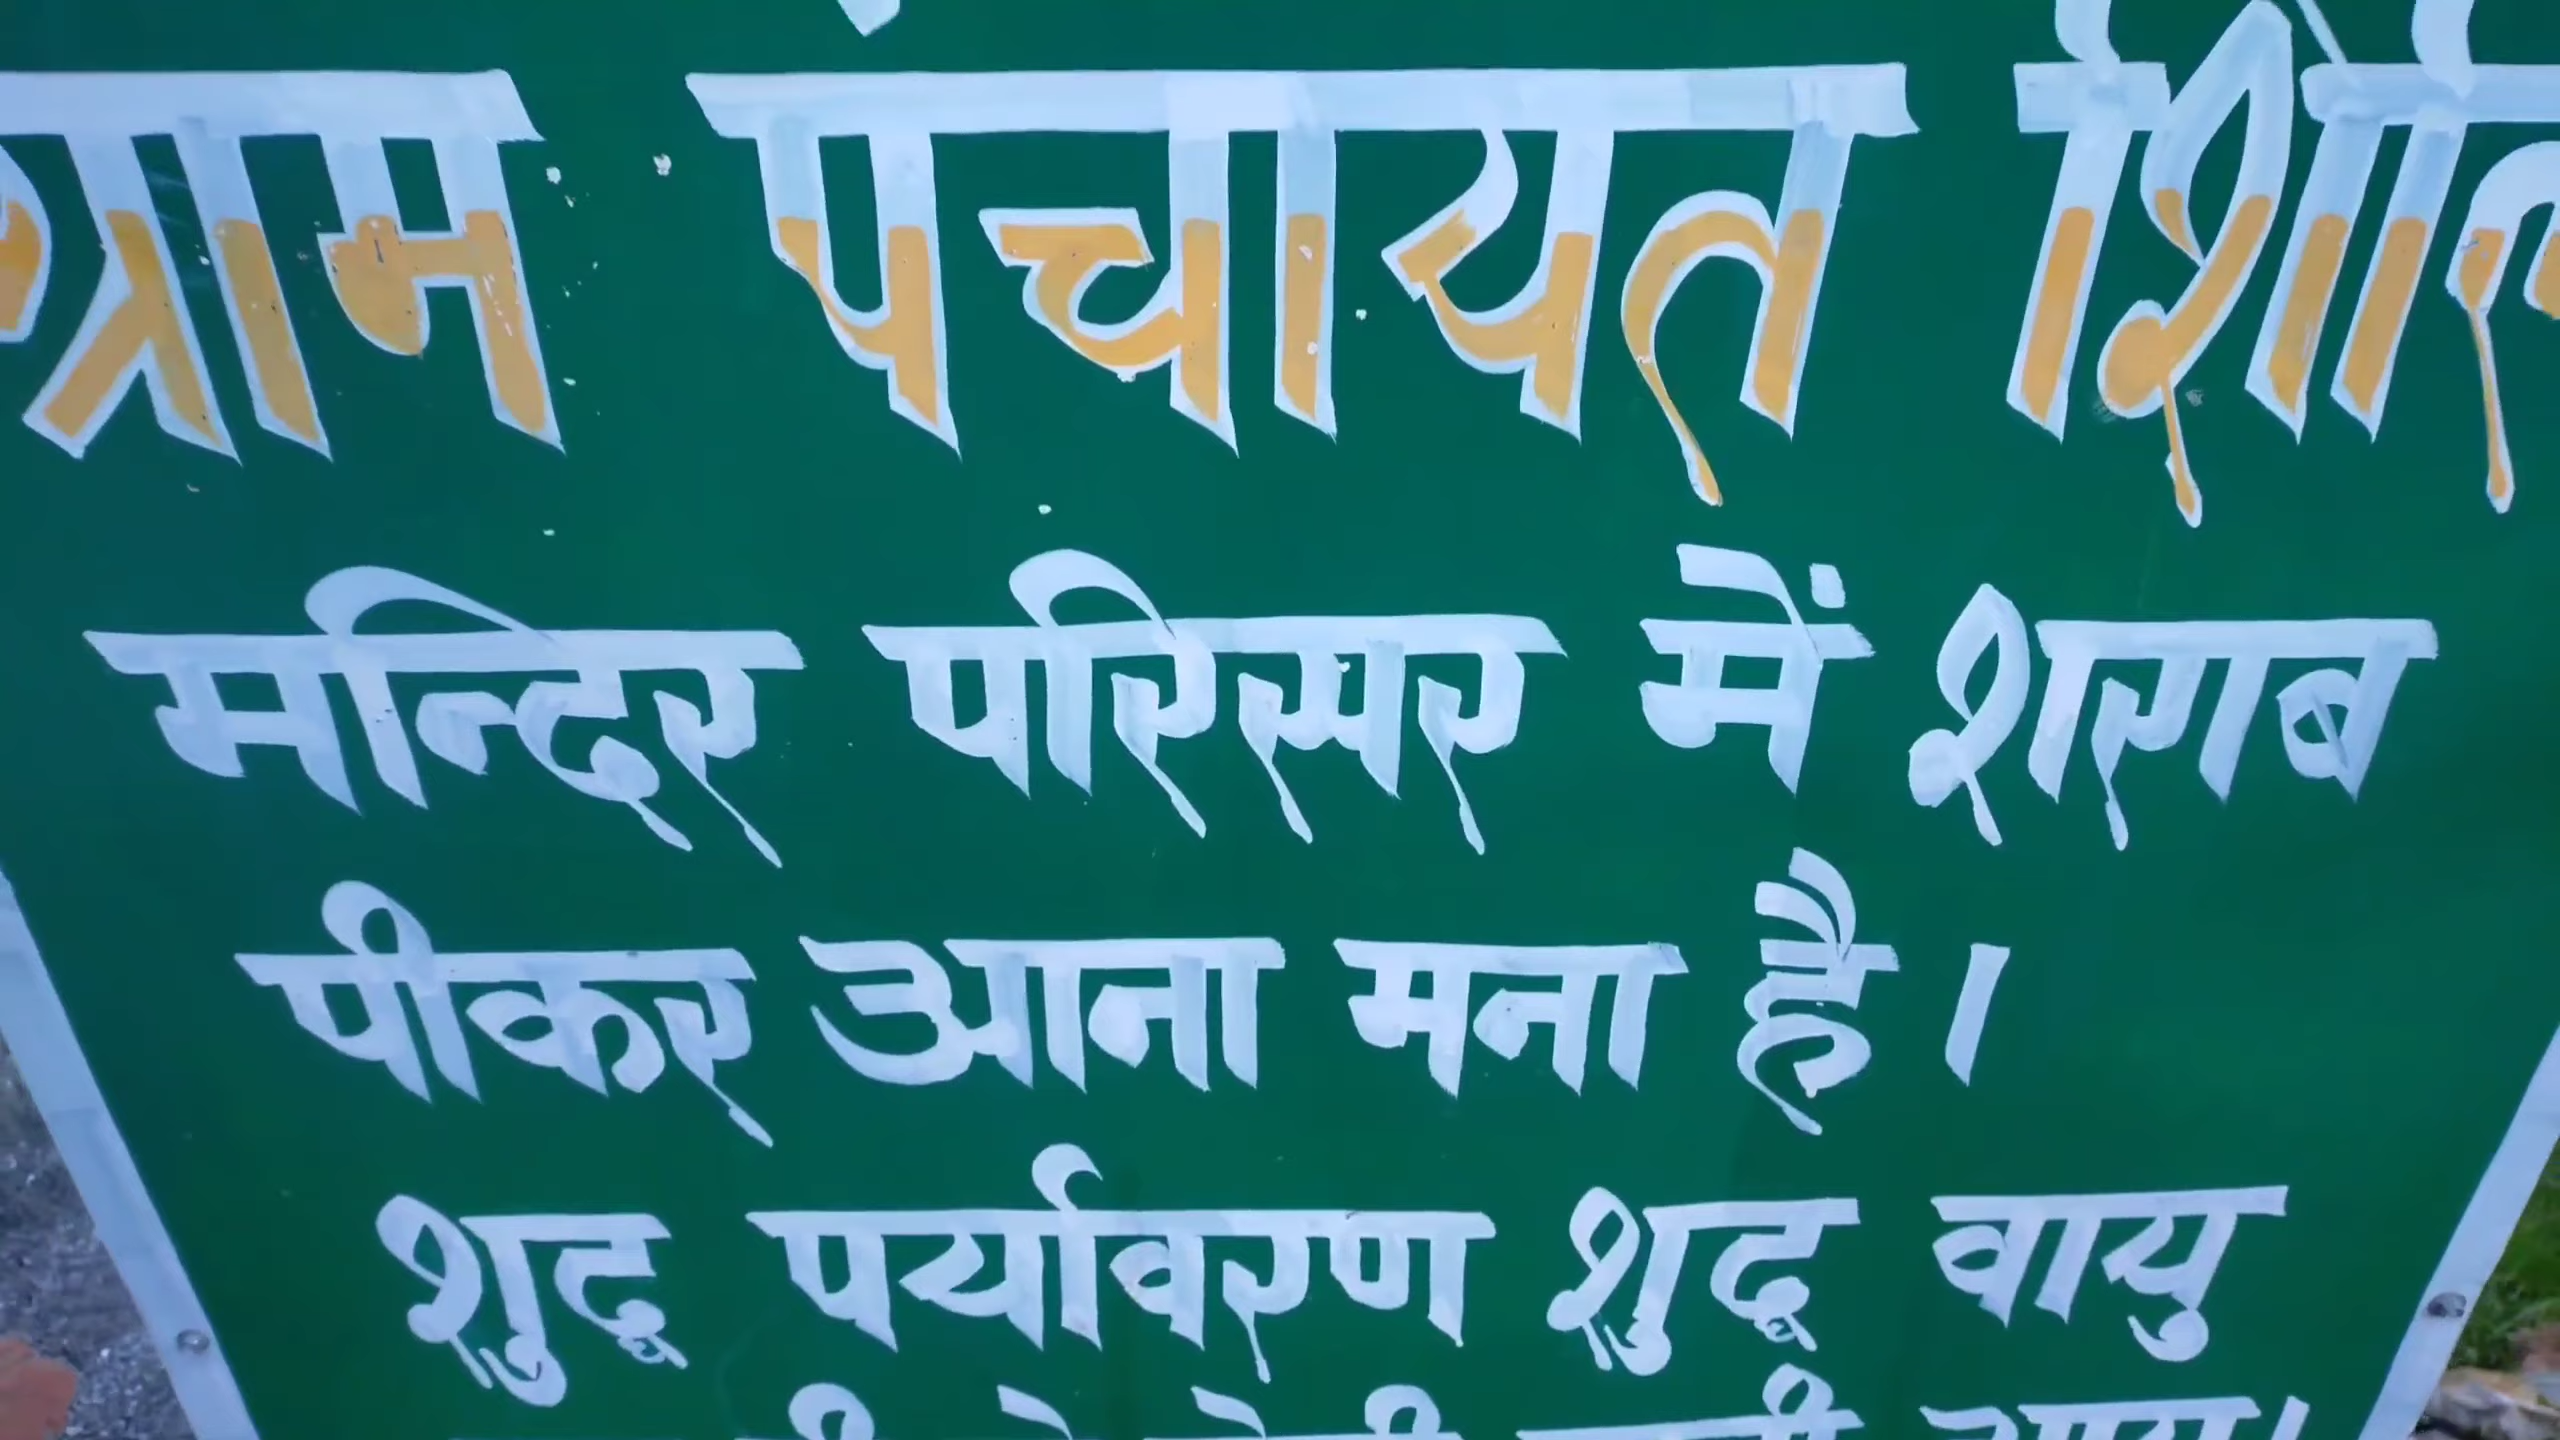 ग्राम पंचायत
मन्दिर परिसर में शराब
पीकर आना मना है।
शुद्ध पर्यावरण शुद्ध वायु